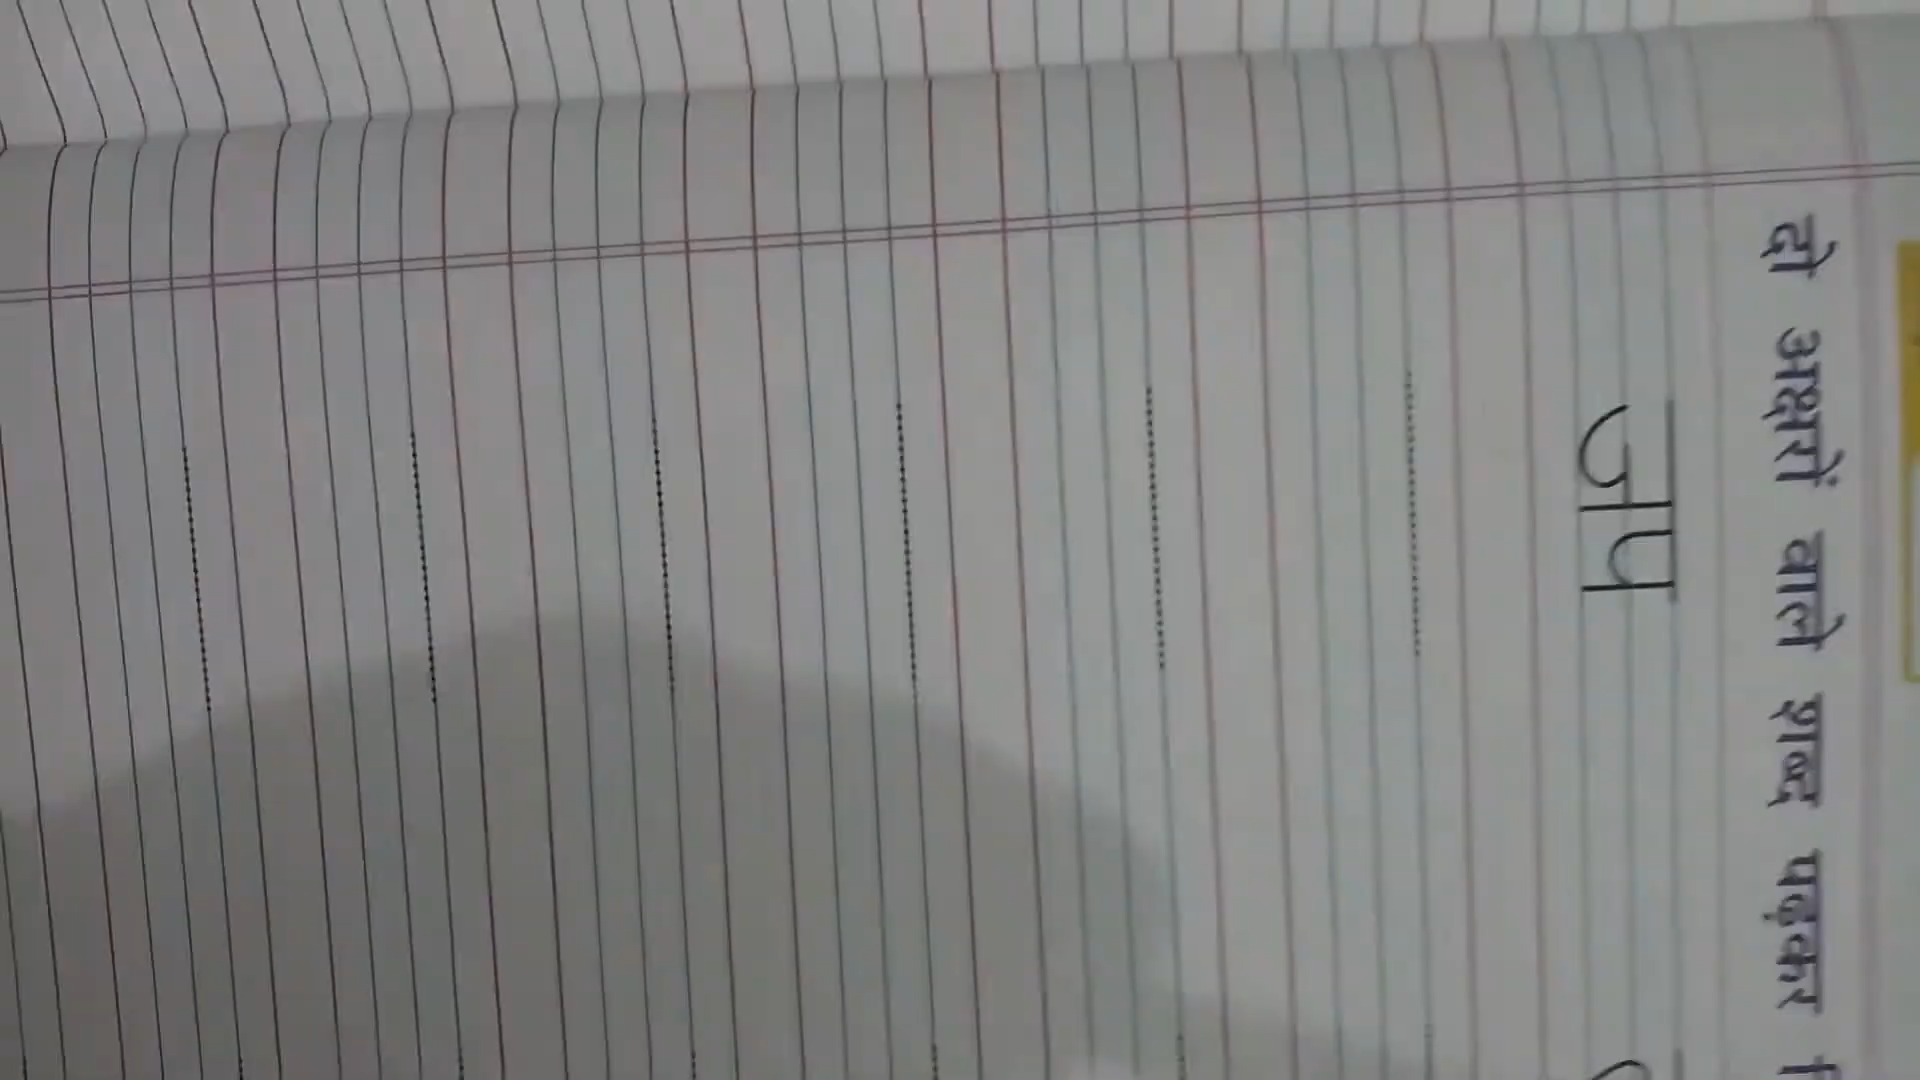 दो अक्षरों वाले शब्द पढ़कर
जप